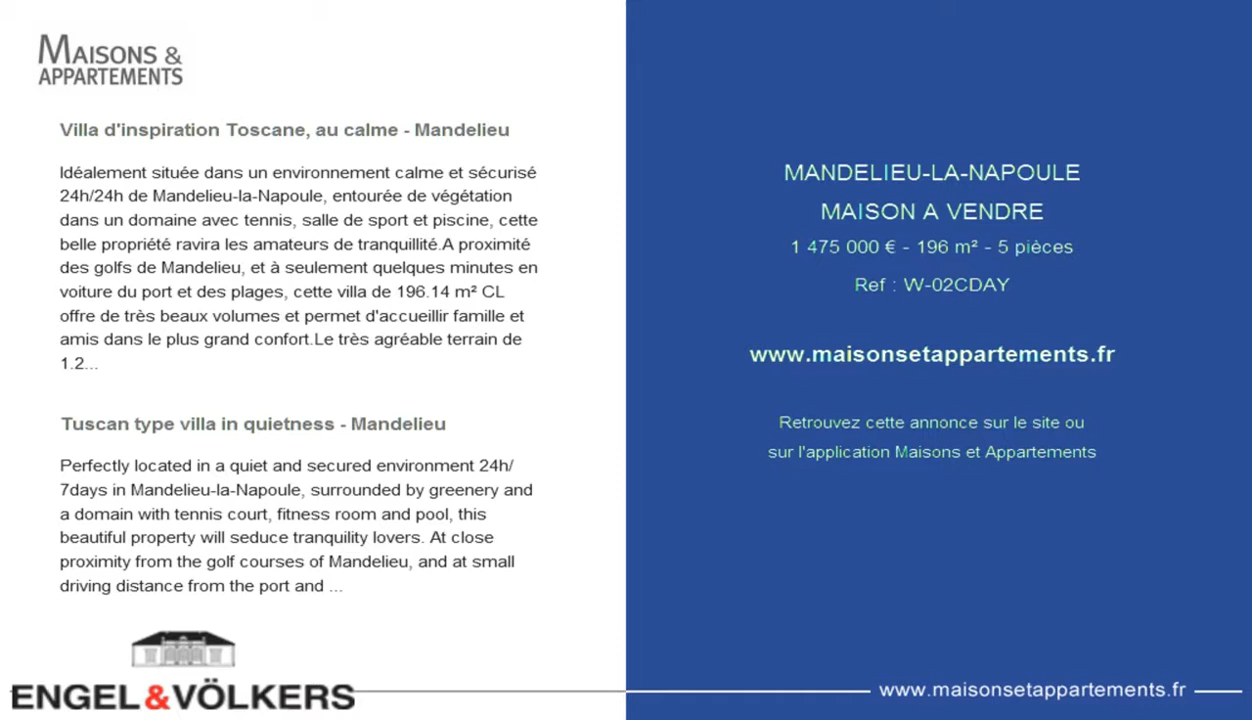 MAISONS &
APPARTEMENTS
Villa d'inspiration Toscane, au calme - Mandelieu
Idéalement située dans un environnement calme et sécurisé
24h/24h de Mandelieu-la-Napoule, entourée de végétation
dans un domaine avec tennis, salle de sport et piscine, cette
belle propriété ravira les amateurs de tranquillité.A proximité
des golfs de Mandelieu, et à seulement quelques minutes en
voiture du port et des plages, cette villa de 196.14 m² CL
offre de très beaux volumes et permet d'accueillir famille et
amis dans le plus grand confort.Le très agréable terrain de
1.2...
Tuscan type villa in quietness - Mandelieu
Perfectly located in a quiet and secured environment 24h/
7days in Mandelieu-la-Napoule, surrounded by greenery and
a domain with tennis court, fitness room and pool, this
beautiful property will seduce tranquility lovers. At close
proximity from the golf courses of Mandelieu, and at small
driving distance from the port and ...
ENGEL&VÖLKERS
MANDELIEU-LA-NAPOULE
MAISON A VENDRE
1 475 000 € - 196 m² - 5 pièces
Ref : W-02CDAY
www.maisonsetappartements.fr
Retrouvez cette annonce sur le site ou
sur l'application Maisons et Appartements
www.maisonsetappartements.fr